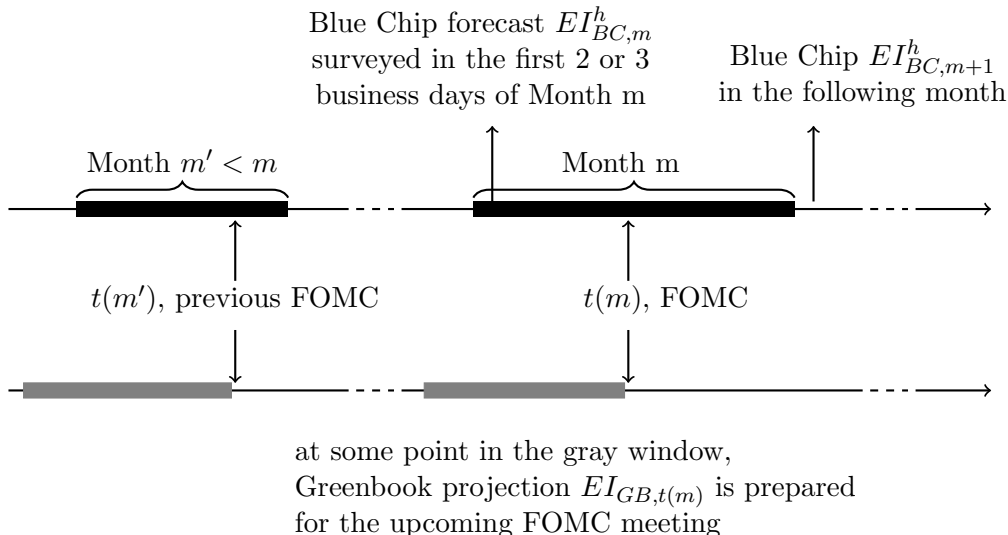 Blue Chip forecast $EI^{h}_{BC,m}$
surveyed in the first 2 or 3
business days of Month m
Blue Chip $EI^{h}_{BC,m+1}$
in the following month
Month $m' < m$
Month m
$t(m')$, previous FOMC
$t(m)$, FOMC
at some point in the gray window,
Greenbook projection $EI_{GB,t(m)}$ is prepared
for the upcoming FOMC meeting